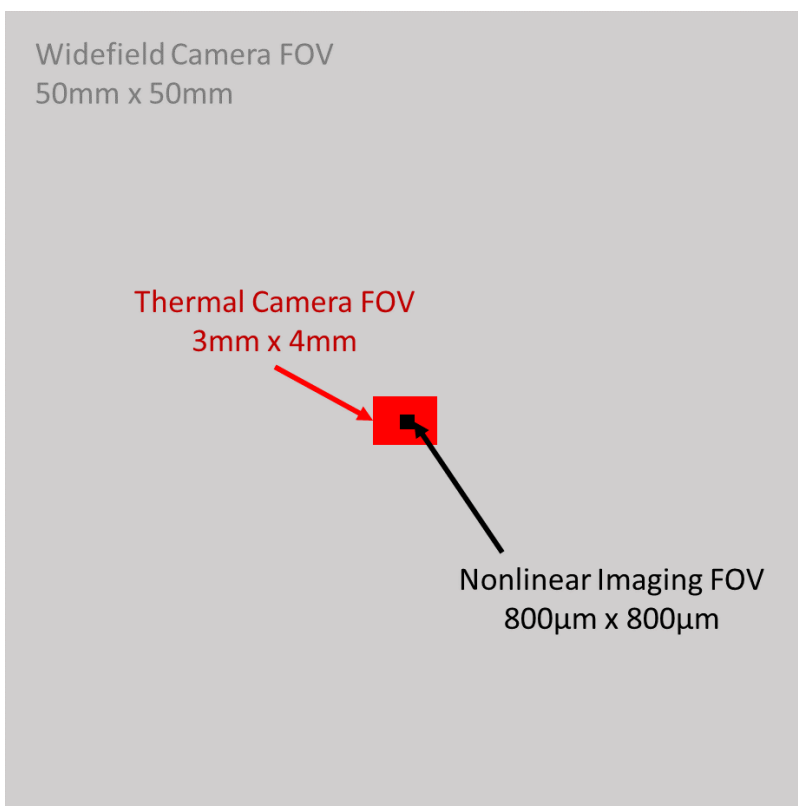 Widefield Camera FOV
50mm x 50mm
Thermal Camera FOV
3mm x 4mm
Nonlinear Imaging FOV
800µm x 800µm